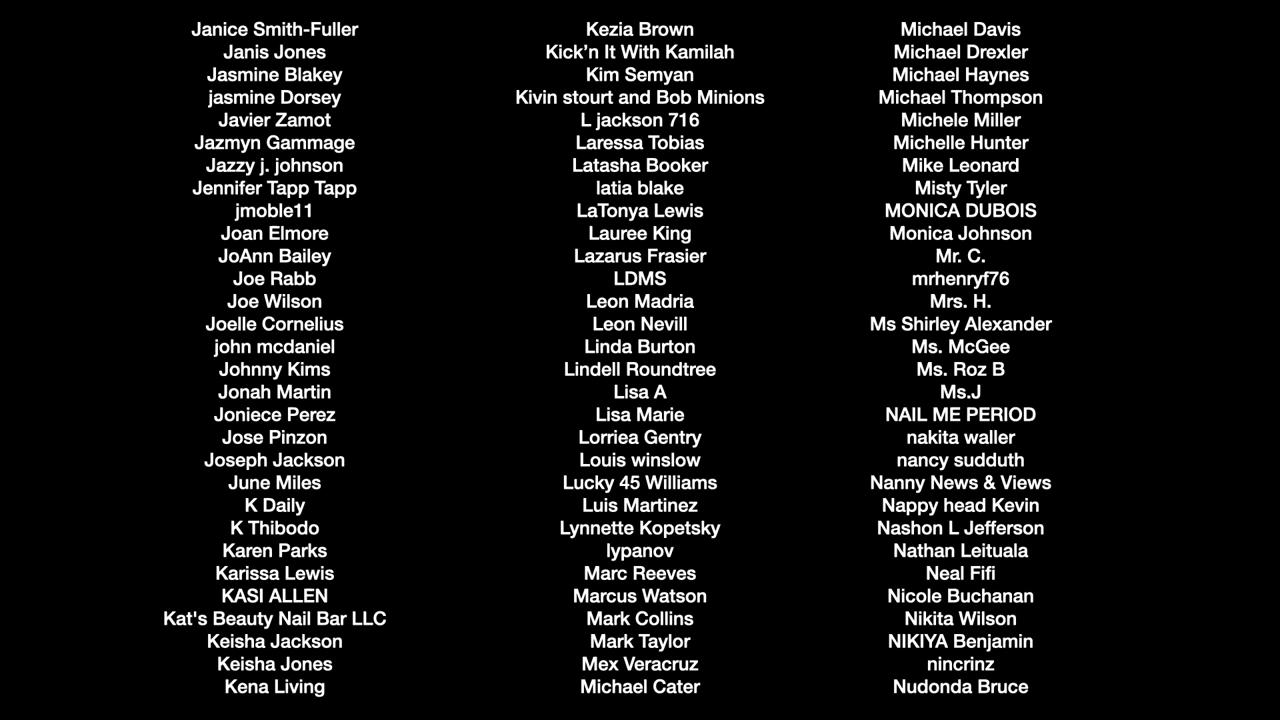 Janice Smith-Fuller
Janis Jones
Jasmine Blakey
jasmine Dorsey
Javier Zamot
Jazmyn Gammage
Jazzy j. johnson
Jennifer Tapp Tapp
jmoble11
Joan Elmore
JoAnn Bailey
Joe Rabb
Joe Wilson
Joelle Cornelius
john mcdaniel
Johnny Kims
Jonah Martin
Joniece Perez
Jose Pinzon
Joseph Jackson
June Miles
K Daily
K Thibodo
Karen Parks
Karissa Lewis
KASI ALLEN
Kat's Beauty Nail Bar LLC
Keisha Jackson
Keisha Jones
Kena Living
Kezia Brown
Kick’n It With Kamilah
Kim Semyan
Kivin stourt and Bob Minions
L jackson 716
Laressa Tobias
Latasha Booker
latia blake
LaTonya Lewis
Lauree King
Lazarus Frasier
LDMS
Leon Madria
Leon Nevill
Linda Burton
Lindell Roundtree
Lisa A
Lisa Marie
Lorriea Gentry
Louis winslow
Lucky 45 Williams
Luis Martinez
Lynnette Kopetsky
lypanov
Marc Reeves
Marcus Watson
Mark Collins
Mark Taylor
Mex Veracruz
Michael Cater
Michael Davis
Michael Drexler
Michael Haynes
Michael Thompson
Michele Miller
Michelle Hunter
Mike Leonard
Misty Tyler
MONICA DUBOIS
Monica Johnson
Mr. C.
mrhenryf76
Mrs. H.
Ms Shirley Alexander
Ms. McGee
Ms. Roz B
Ms.J
NAIL ME PERIOD
nakita waller
nancy sudduth
Nanny News & Views
Nappy head Kevin
Nashon L Jefferson
Nathan Leituala
Neal Fifi
Nicole Buchanan
Nikita Wilson
NIKIYA Benjamin
nincrinz
Nudonda Bruce